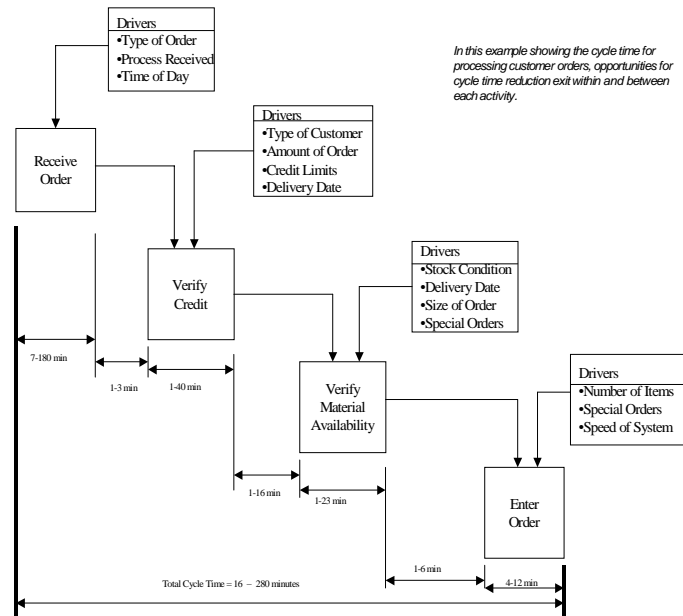 Drivers
•Type of Order
•Process Received
•Time of Day
In this example showing the cycle time for
processing customer orders, opportunities for
cycle time reduction exit within and between
each activity.
Receive
Order
Drivers
•Type of Customer
•Amount of Order
•Credit Limits
•Delivery Date
Verify
Credit
Drivers
•Stock Condition
•Delivery Date
•Size of Order
•Special Orders
7-180 min
1-3 min
1-40 min
Verify
Material
Availability
Drivers
•Number of Items
•Special Orders
•Speed of System
1-16 min
1-23 min
Enter
Order
1-6 min
4-12 min
Total Cycle Time = 16 – 280 minutes